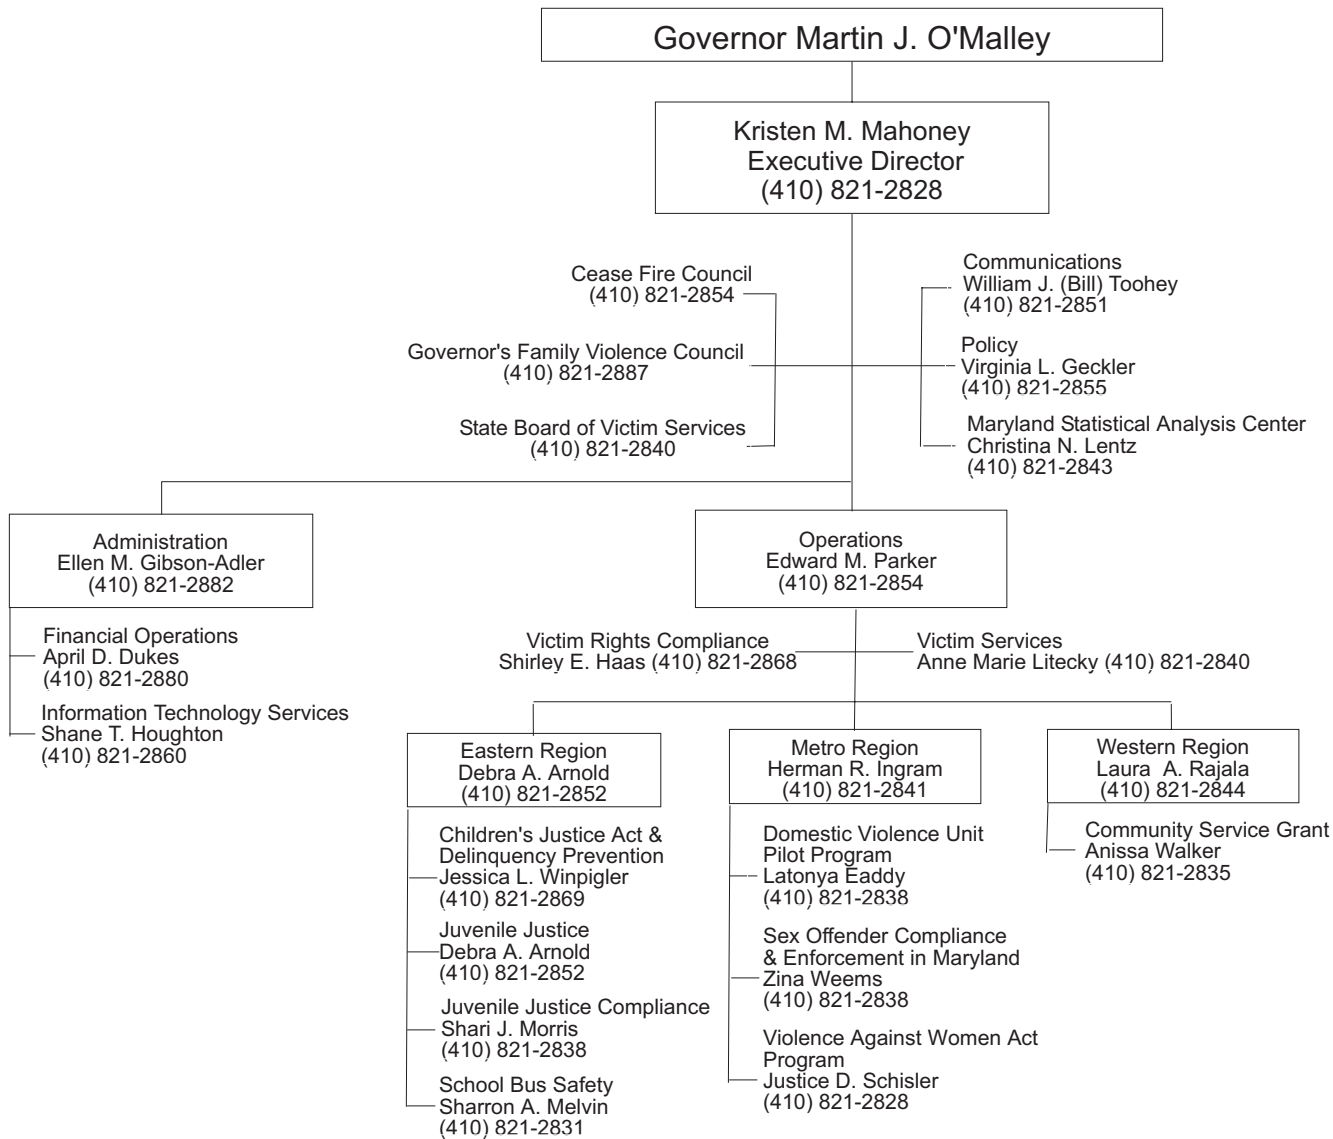 Governor Martin J. O'Malley
Kristen M. Mahoney
Executive Director
(410) 821-2828
Cease Fire Council
(410) 821-2854
Governor's Family Violence Council
(410) 821-2887
State Board of Victim Services
(410) 821-2840
Communications
William J. (Bill) Toohey
(410) 821-2851
Policy
Virginia L. Geckler
(410) 821-2855
Maryland Statistical Analysis Center
Christina N. Lentz
(410) 821-2843
Administration
Ellen M. Gibson-Adler
(410) 821-2882
Financial Operations
April D. Dukes
(410) 821-2880
Information Technology Services
Shane T. Houghton
(410) 821-2860
Operations
Edward M. Parker
(410) 821-2854
Victim Rights Compliance
Shirley E. Haas (410) 821-2868
Victim Services
Anne Marie Litecky (410) 821-2840
Eastern Region
Debra A. Arnold
(410) 821-2852
Children's Justice Act &
Delinquency Prevention
Jessica L. Winpigler
(410) 821-2869
Juvenile Justice
Debra A. Arnold
(410) 821-2852
Juvenile Justice Compliance
Shari J. Morris
(410) 821-2838
School Bus Safety
Sharron A. Melvin
(410) 821-2831
Metro Region
Herman R. Ingram
(410) 821-2841
Domestic Violence Unit
Pilot Program
Latonya Eaddy
(410) 821-2838
Sex Offender Compliance
& Enforcement in Maryland
Zina Weems
(410) 821-2838
Violence Against Women Act
Program
Justice D. Schisler
(410) 821-2828
Western Region
Laura A. Rajala
(410) 821-2844
Community Service Grant
Anissa Walker
(410) 821-2835